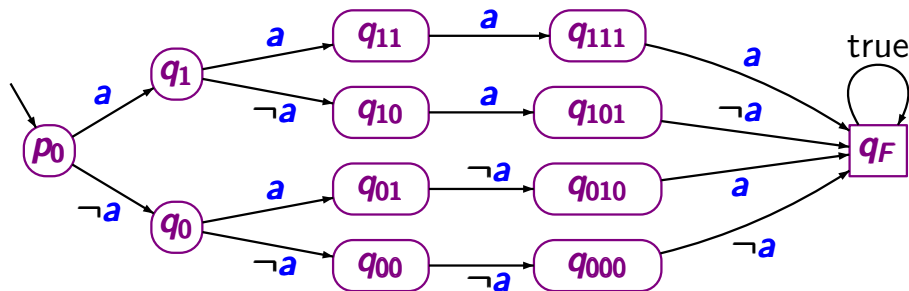 a q11 a q111 a true
q1 ¬a q10 a q101 ¬a
a
p0 qF
¬a q01 ¬a q010 a
q0 a
¬a q00 ¬a q000 ¬a